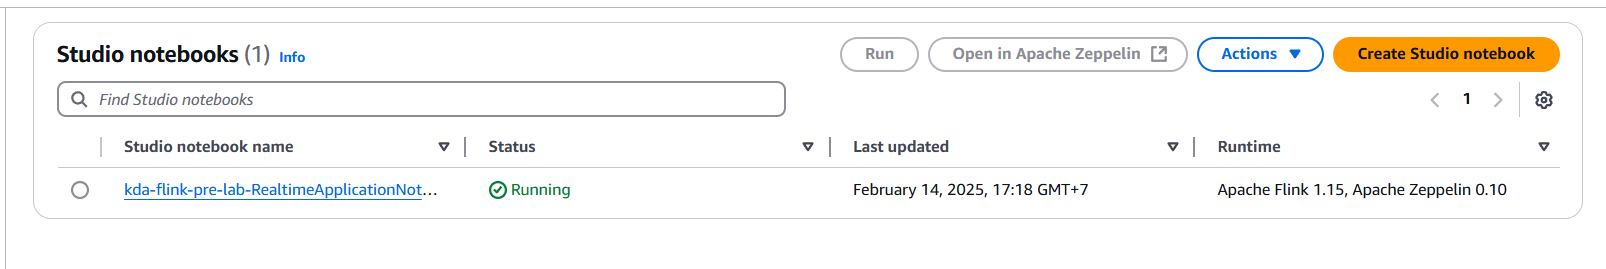 Studio notebooks (1) Info Run Open in Apache Zeppelin Actions Create Studio notebook
Find Studio notebooks 1
Studio notebook name Status Last updated Runtime
kda-flink-pre-lab-RealtimeApplicationNot... Running February 14, 2025, 17:18 GMT+7 Apache Flink 1.15, Apache Zeppelin 0.10